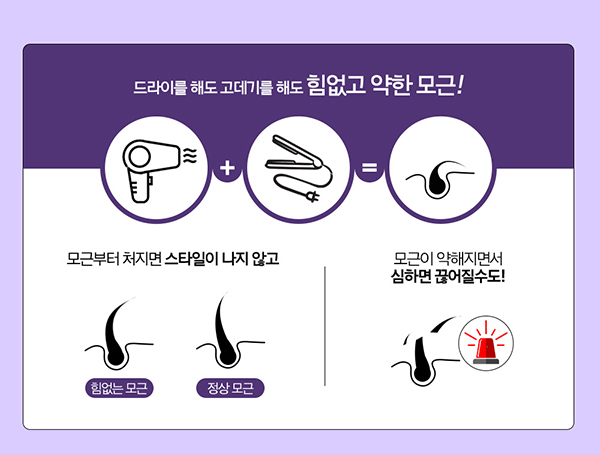 드라이를 해도 고데기를 해도 힘없고 약한 모근!
+ =
모근부터 처지면 스타일이 나지 않고
힘없는 모근
정상 모근
모근이 약해지면서
심하면 끊어질수도!